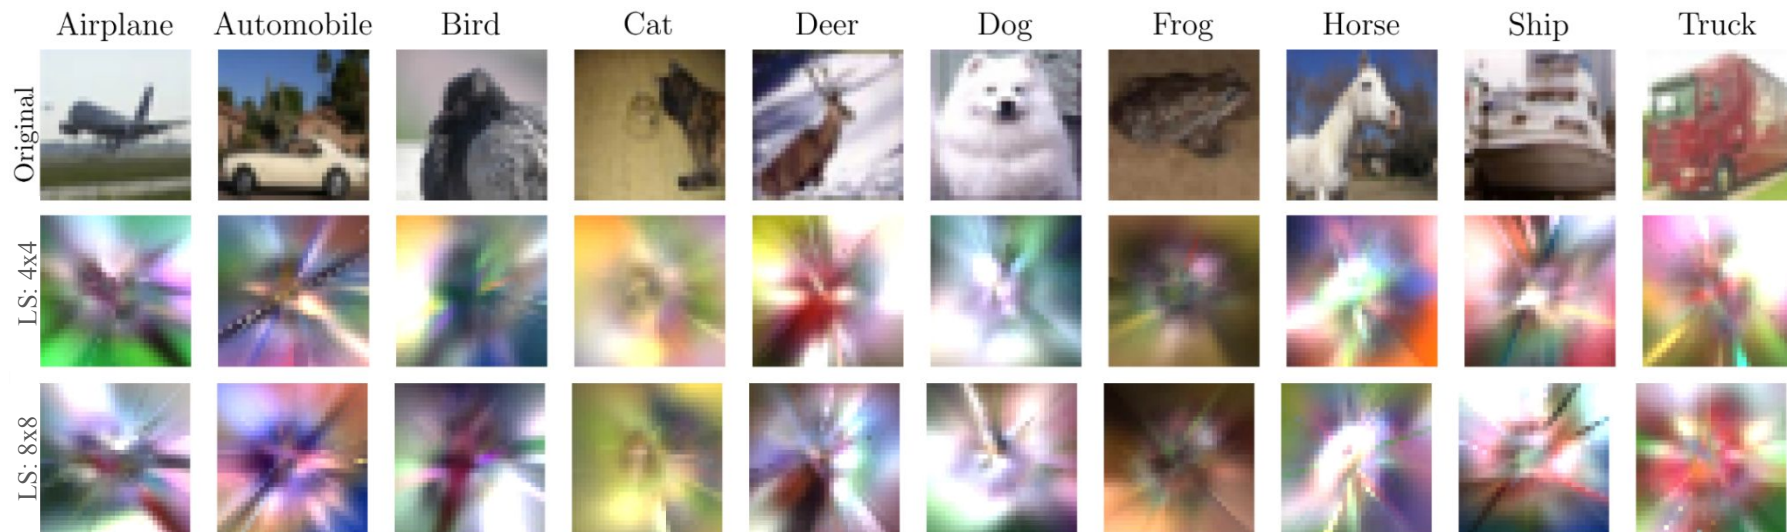 Airplane Automobile Bird Cat Deer Dog Frog Horse Ship Truck
Original
LS: 4x4
LS: 8x8